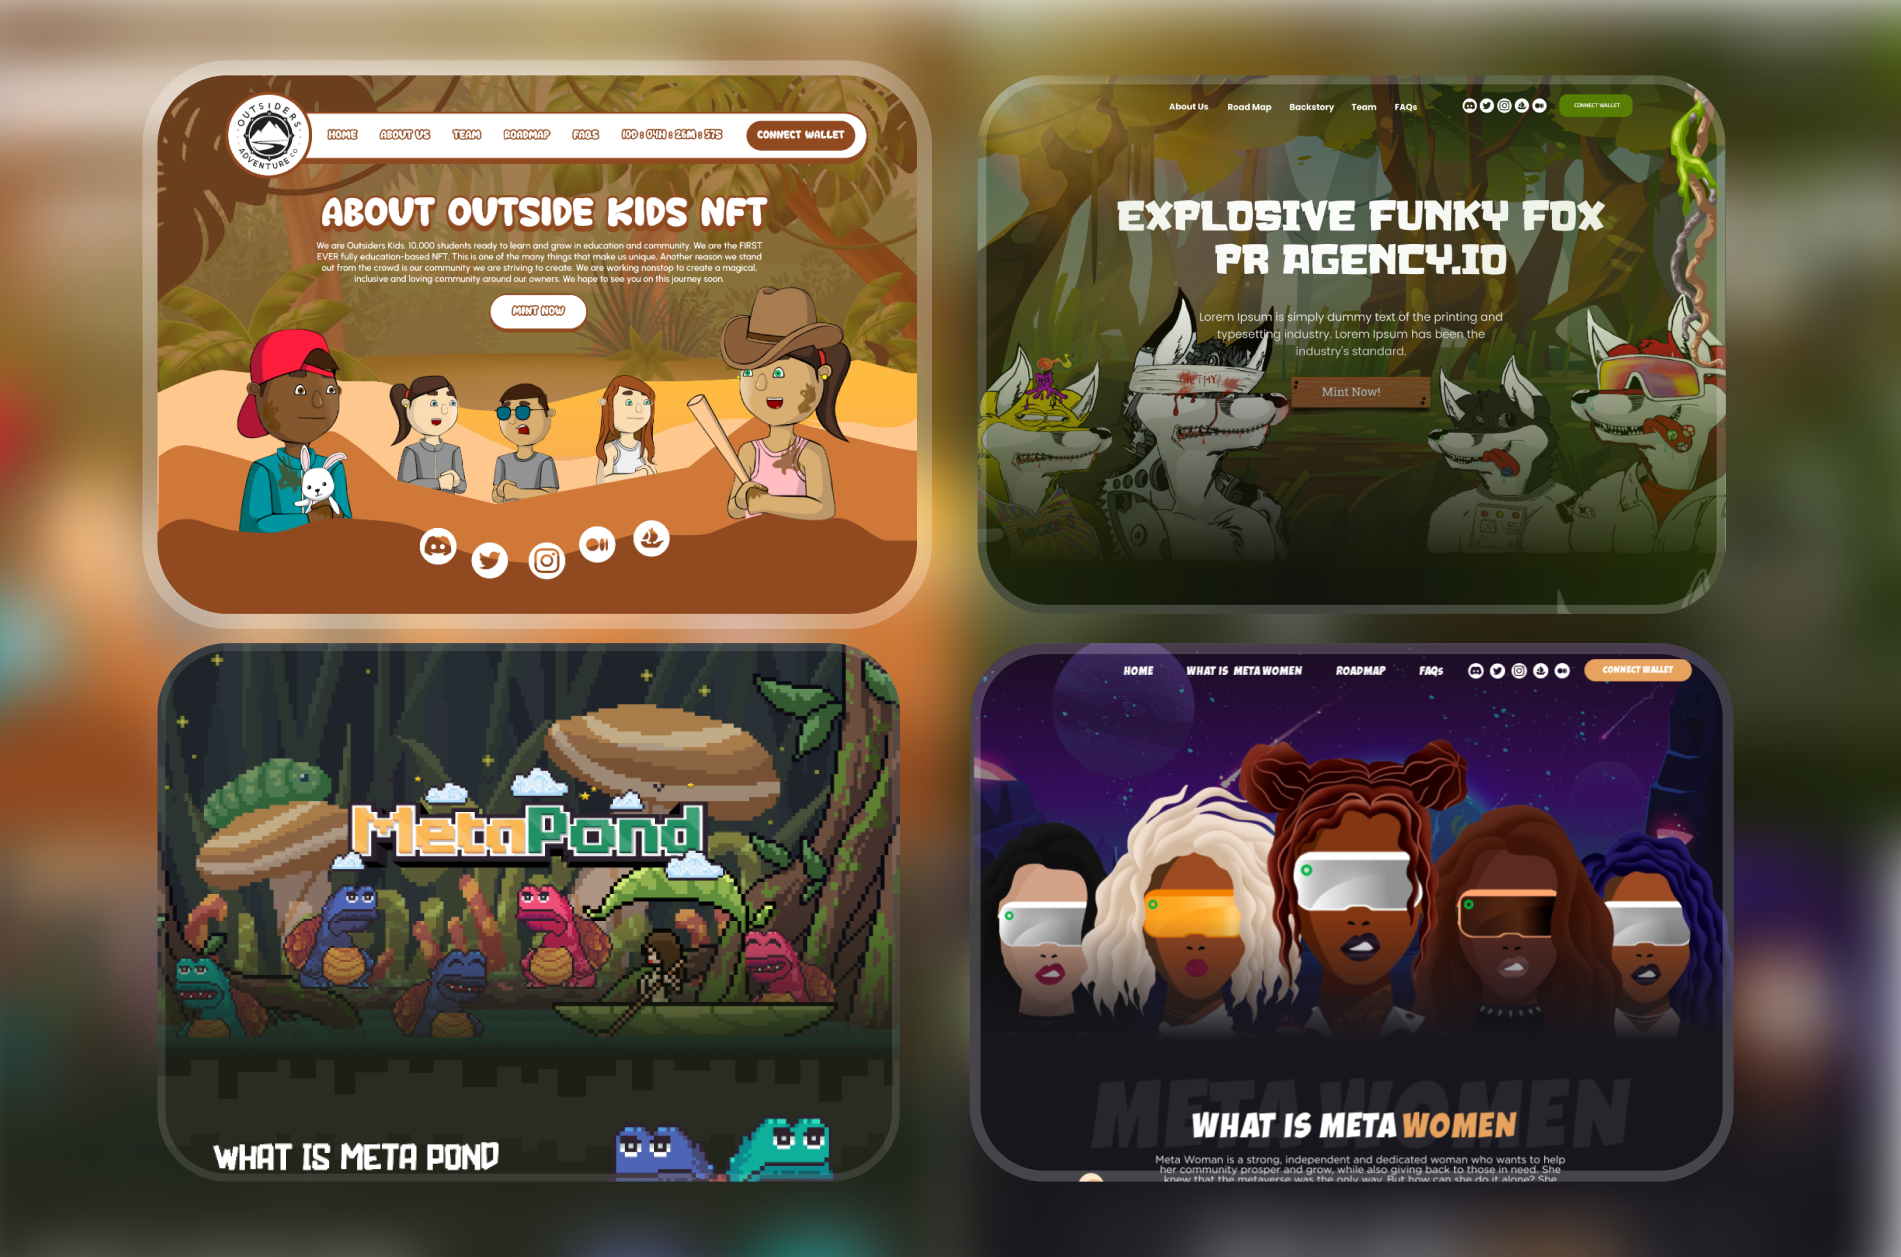 OUTSIDERS
ADVENTURE CO
HOME ABOUT US TEAM ROADMAP FAQS 10D : 04H : 26M : 57S CONNECT WALLET
ABOUT OUTSIDE KIDS NFT
We are Outsiders Kids. 10.000 students ready to learn and grow in education and community. We are the FIRST
EVER fully education-based NFT. This is one of the many things that make us unique. Another reason we stand
out from the crowd is our community we are striving to create. We are working nonstop to create a magical,
inclusive and loving community around our owners. We hope to see you on this journey soon.
MINT NOW
About Us Road Map Backstory Team FAQs CONNECT WALLET
EXPLOSIVE FUNKY FOX
PR AGENCY.IO
Lorem Ipsum is simply dummy text of the printing and
typesetting industry. Lorem Ipsum has been the
industry's standard.
Mint Now!
MetaPond
WHAT IS META POND
HOME WHAT IS META WOMEN ROADMAP FAQs CONNECT WALLET
META WOMEN
WHAT IS META WOMEN
Meta Woman is a strong, independent and dedicated woman who wants to help
her community prosper and grow, while also giving back to those in need. She
knew that the metaverse was the only way. But how can she do it alone? She